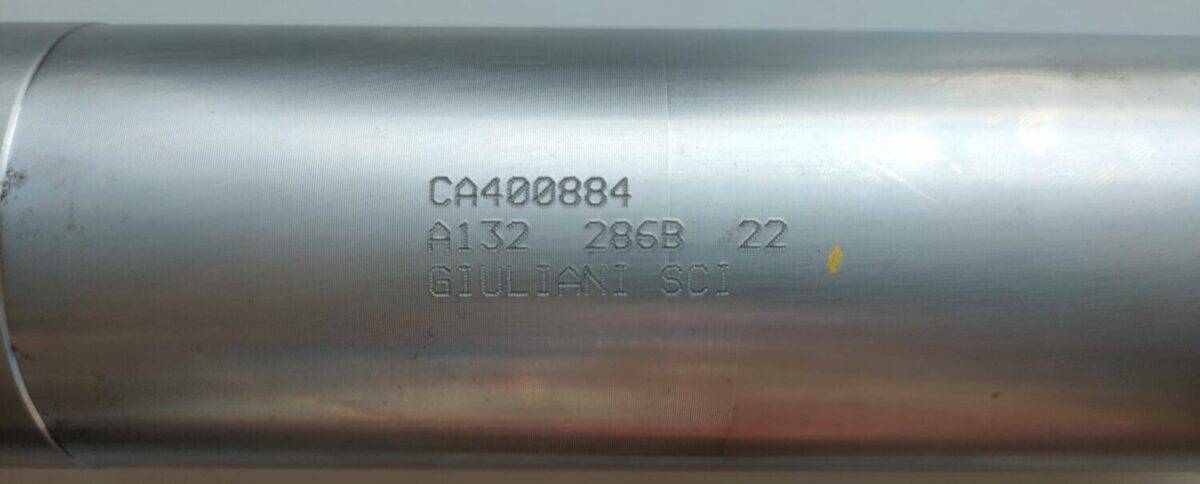 CA400884
A132 286B 22
GIULIANI SCI